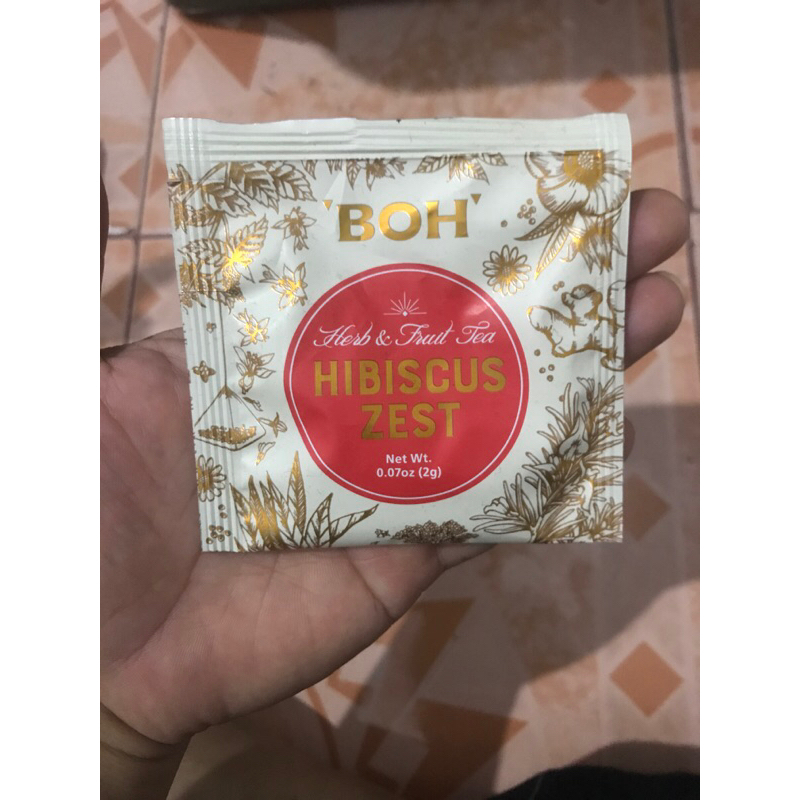 'BOH'
Herb & Fruit Tea
HIBISCUS
ZEST
Net Wt.
0.07oz (2g)